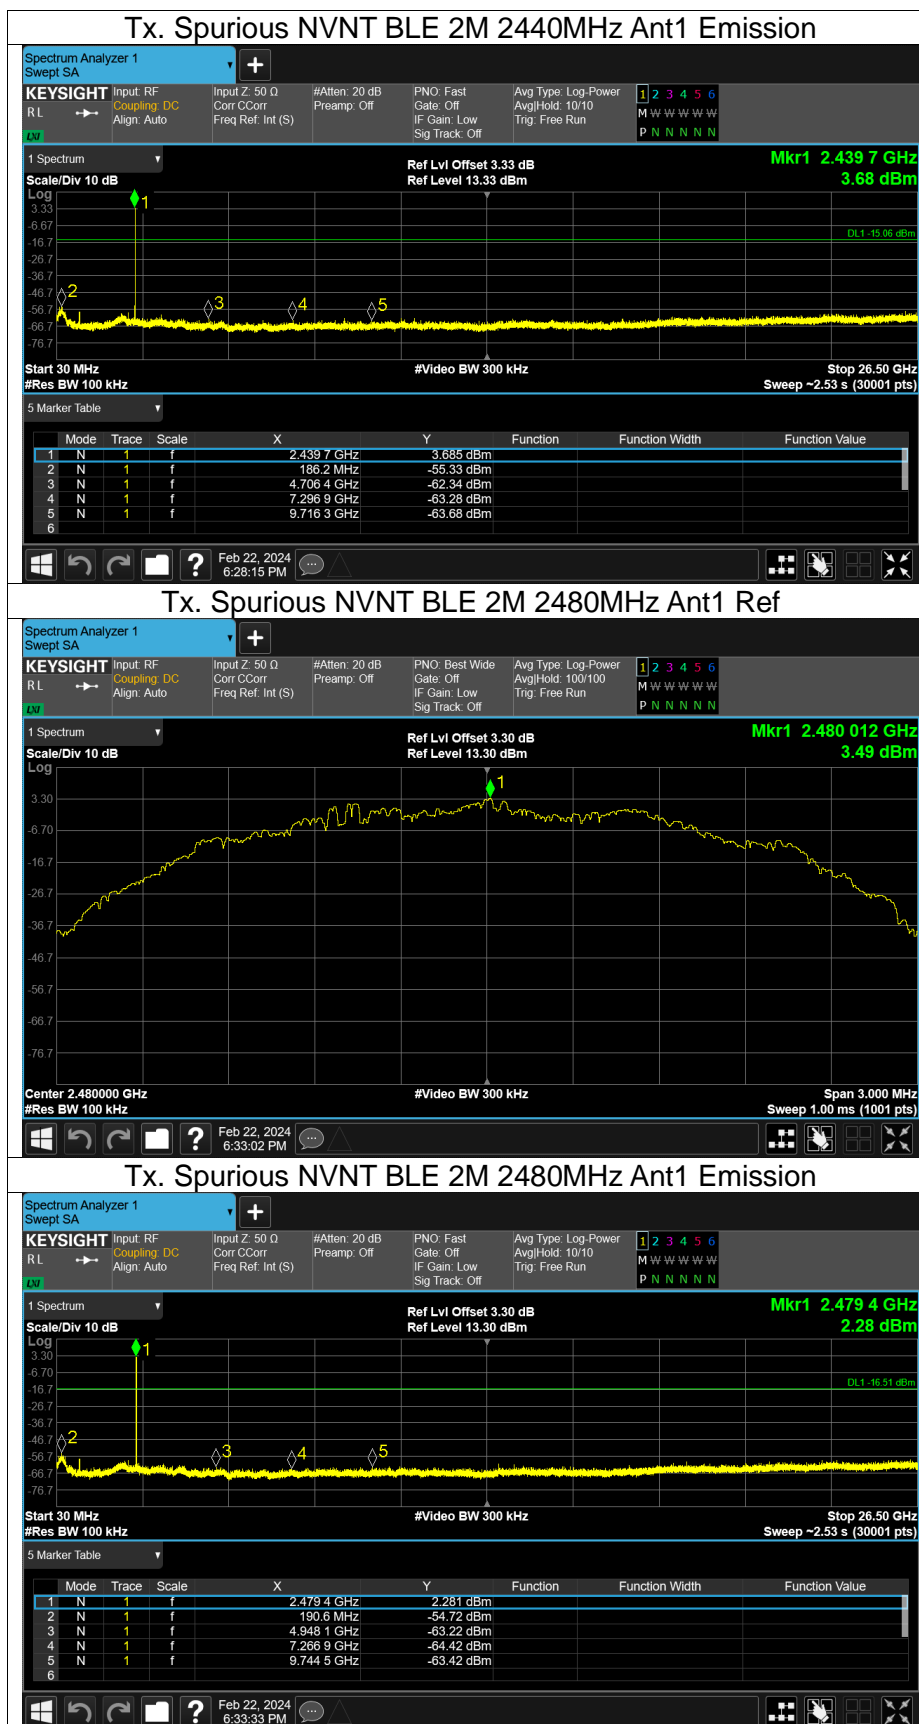 Tx. Spurious NVNT BLE 2M 2440MHz Ant1 Emission
Spectrum Analyzer 1
Swept SA
+
KEYSIGHT Input: RF Input Z: 50 Ω #Atten: 20 dB PNO: Fast Avg Type: Log-Power 1 2 3 4 5 6
R L Coupling: DC Corr CCorr Preamp: Off Gate: Off Avg|Hold: 10/10 M W W W W W
Align: Auto Freq Ref: Int (S) IF Gain: Low Trig: Free Run
LXI Sig Track: Off P N N N N N
1 Spectrum Ref Lvl Offset 3.33 dB Mkr1 2.439 7 GHz
Scale/Div 10 dB Ref Level 13.33 dBm 3.68 dBm
Log
1
3.33
-6.67
DL1 -15.06 dBm
-16.7
-26.7
-36.7
-46.7
2 3 4 5
-56.7
-66.7
-76.7
Start 30 MHz #Video BW 300 kHz Stop 26.50 GHz
#Res BW 100 kHz Sweep ~2.53 s (30001 pts)
5 Marker Table
Mode Trace Scale X Y Function Function Width Function Value
1 N 1 f 2.439 7 GHz 3.685 dBm
2 N 1 f 186.2 MHz -55.33 dBm
3 N 1 f 4.706 4 GHz -62.34 dBm
4 N 1 f 7.296 9 GHz -63.28 dBm
5 N 1 f 9.716 3 GHz -63.68 dBm
6
? Feb 22, 2024
6:28:15 PM
Tx. Spurious NVNT BLE 2M 2480MHz Ant1 Ref
Spectrum Analyzer 1
Swept SA
+
KEYSIGHT Input: RF Input Z: 50 Ω #Atten: 20 dB PNO: Best Wide Avg Type: Log-Power 1 2 3 4 5 6
R L Coupling: DC Corr CCorr Preamp: Off Gate: Off Avg|Hold: 100/100 M W W W W W
Align: Auto Freq Ref: Int (S) IF Gain: Low Trig: Free Run
LXI Sig Track: Off P N N N N N
1 Spectrum Ref Lvl Offset 3.30 dB Mkr1 2.480 012 GHz
Scale/Div 10 dB Ref Level 13.30 dBm 3.49 dBm
Log
1
3.30
-6.70
-16.7
-26.7
-36.7
-46.7
-56.7
-66.7
-76.7
Center 2.480000 GHz #Video BW 300 kHz Span 3.000 MHz
#Res BW 100 kHz Sweep 1.00 ms (1001 pts)
? Feb 22, 2024
6:33:02 PM
Tx. Spurious NVNT BLE 2M 2480MHz Ant1 Emission
Spectrum Analyzer 1
Swept SA
+
KEYSIGHT Input: RF Input Z: 50 Ω #Atten: 20 dB PNO: Fast Avg Type: Log-Power 1 2 3 4 5 6
R L Coupling: DC Corr CCorr Preamp: Off Gate: Off Avg|Hold: 10/10 M W W W W W
Align: Auto Freq Ref: Int (S) IF Gain: Low Trig: Free Run
LXI Sig Track: Off P N N N N N
1 Spectrum Ref Lvl Offset 3.30 dB Mkr1 2.479 4 GHz
Scale/Div 10 dB Ref Level 13.30 dBm 2.28 dBm
Log
1
3.30
-6.70
DL1 -16.51 dBm
-16.7
-26.7
-36.7
-46.7
2 3 4 5
-56.7
-66.7
-76.7
Start 30 MHz #Video BW 300 kHz Stop 26.50 GHz
#Res BW 100 kHz Sweep ~2.53 s (30001 pts)
5 Marker Table
Mode Trace Scale X Y Function Function Width Function Value
1 N 1 f 2.479 4 GHz 2.281 dBm
2 N 1 f 190.6 MHz -54.72 dBm
3 N 1 f 4.948 1 GHz -63.22 dBm
4 N 1 f 7.266 9 GHz -64.42 dBm
5 N 1 f 9.744 5 GHz -63.42 dBm
6
? Feb 22, 2024
6:33:33 PM